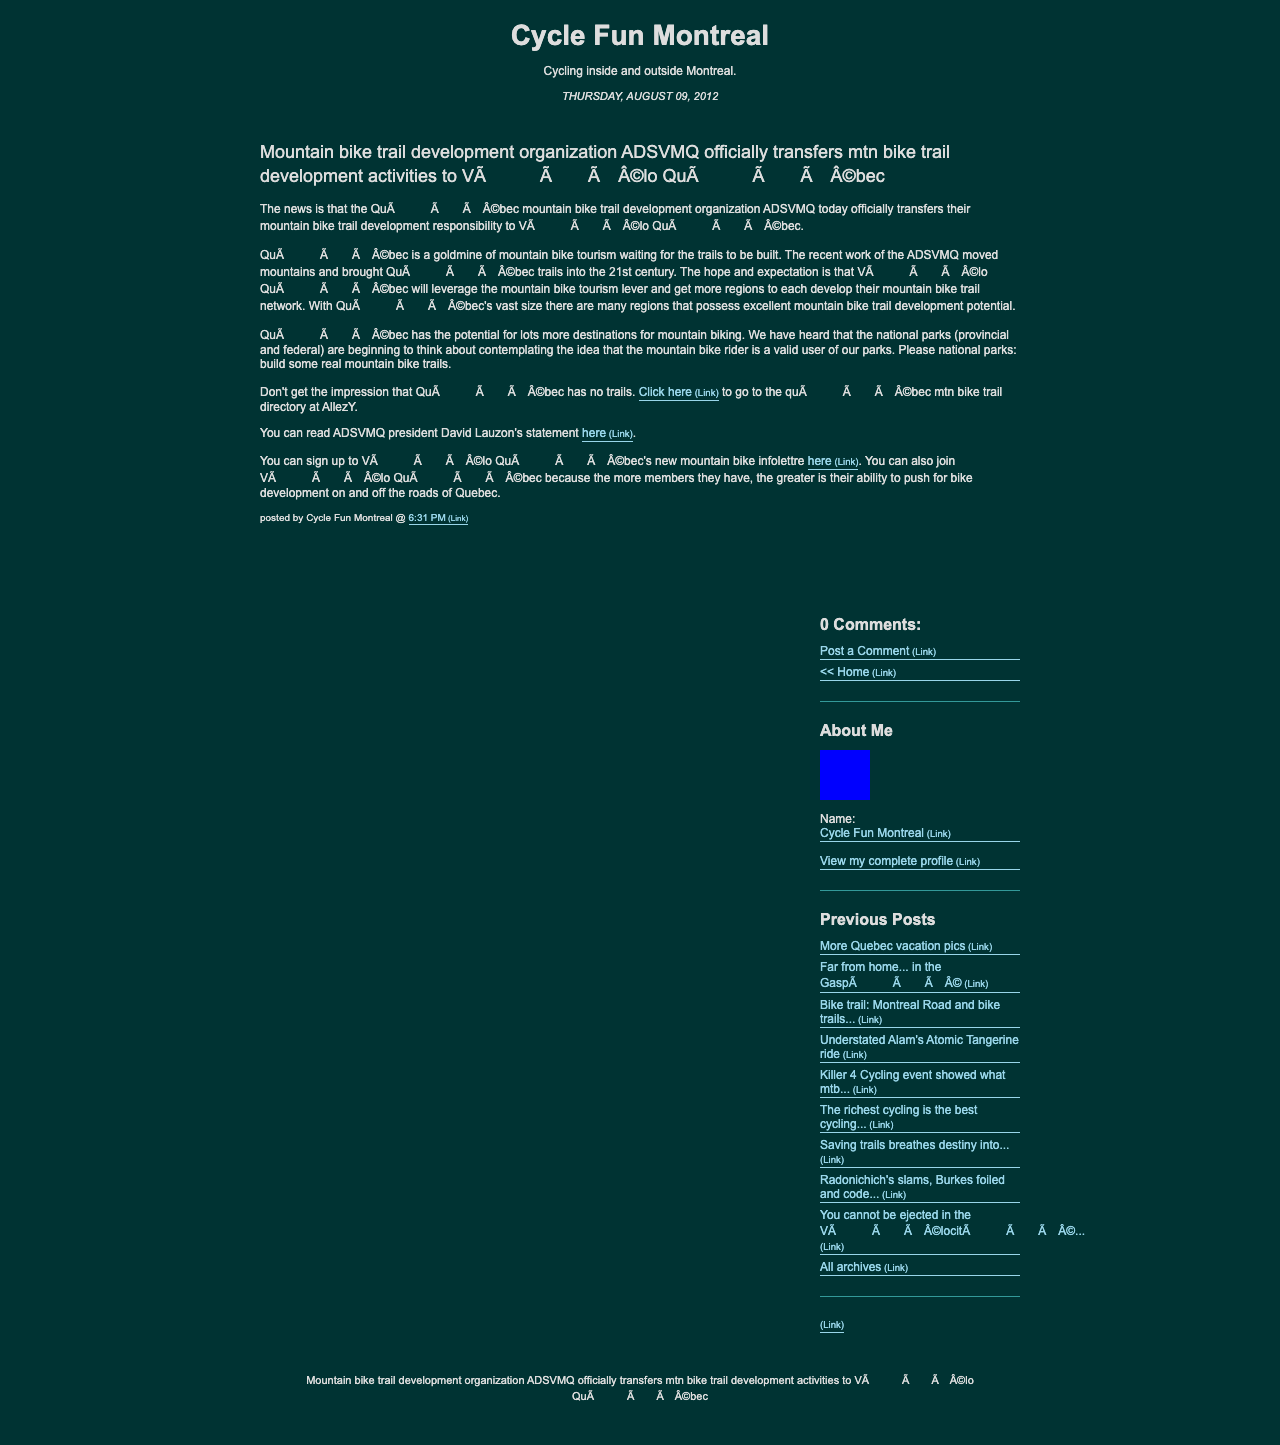 Cycle Fun Montreal
Cycling inside and outside Montreal.
THURSDAY, AUGUST 09, 2012
Mountain bike trail development organization ADSVMQ officially transfers mtn bike trail
development activities to VÃ Ã Ã Â©lo QuÃ Ã Ã Â©bec
The news is that the QuÃ Ã Ã Â©bec mountain bike trail development organization ADSVMQ today officially transfers their
mountain bike trail development responsibility to VÃ Ã Ã Â©lo QuÃ Ã Ã Â©bec.
QuÃ Ã Ã Â©bec is a goldmine of mountain bike tourism waiting for the trails to be built. The recent work of the ADSVMQ moved
mountains and brought QuÃ Ã Ã Â©bec trails into the 21st century. The hope and expectation is that VÃ Ã Ã Â©lo
QuÃ Ã Ã Â©bec will leverage the mountain bike tourism lever and get more regions to each develop their mountain bike trail
network. With QuÃ Ã Ã Â©bec's vast size there are many regions that possess excellent mountain bike trail development potential.
QuÃ Ã Ã Â©bec has the potential for lots more destinations for mountain biking. We have heard that the national parks (provincial
and federal) are beginning to think about contemplating the idea that the mountain bike rider is a valid user of our parks. Please national parks:
build some real mountain bike trails.
Don't get the impression that QuÃ Ã Ã Â©bec has no trails. Click here (Link) to go to the quÃ Ã Ã Â©bec mtn bike trail
directory at AllezY.
You can read ADSVMQ president David Lauzon's statement here (Link).
You can sign up to VÃ Ã Ã Â©lo QuÃ Ã Ã Â©bec's new mountain bike infolettre here (Link). You can also join
VÃ Ã Ã Â©lo QuÃ Ã Ã Â©bec because the more members they have, the greater is their ability to push for bike
development on and off the roads of Quebec.
posted by Cycle Fun Montreal @ 6:31 PM (Link)
0 Comments:
Post a Comment (Link)
<< Home (Link)
About Me
Name:
Cycle Fun Montreal (Link)
View my complete profile (Link)
Previous Posts
More Quebec vacation pics (Link)
Far from home... in the
GaspÃ Ã Ã Â© (Link)
Bike trail: Montreal Road and bike
trails... (Link)
Understated Alam's Atomic Tangerine
ride (Link)
Killer 4 Cycling event showed what
mtb... (Link)
The richest cycling is the best
cycling... (Link)
Saving trails breathes destiny into...
(Link)
Radonichich's slams, Burkes foiled
and code... (Link)
You cannot be ejected in the
VÃ Ã Ã Â©locitÃ Ã Ã Â©...
(Link)
All archives (Link)
(Link)
Mountain bike trail development organization ADSVMQ officially transfers mtn bike trail development activities to VÃ Ã Ã Â©lo
QuÃ Ã Ã Â©bec